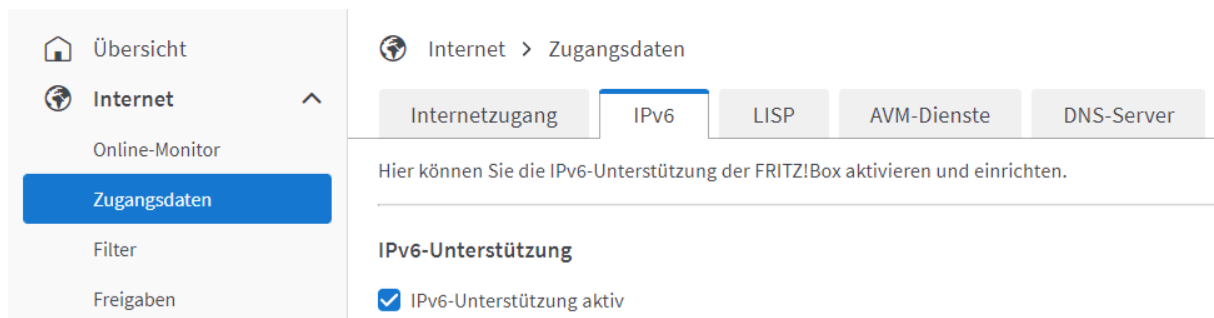 Übersicht
Internet
Online-Monitor
Zugangsdaten
Filter
Freigaben
Internet > Zugangsdaten
Internetzugang
IPv6
LISP
AVM-Dienste
DNS-Server
Hier können Sie die IPv6-Unterstützung der FRITZ!Box aktivieren und einrichten.
IPv6-Unterstützung
IPv6-Unterstützung aktiv